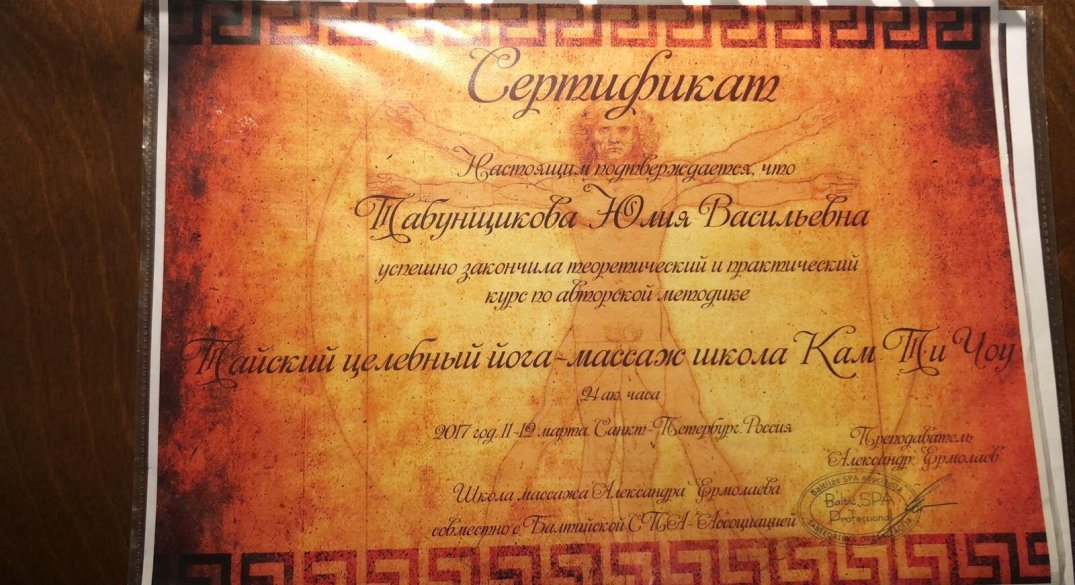 Сертификат
Настоящим подтверждается, что
Табунщикова Юлия Васильевна
успешно закончила теоретический и практический
курс по авторской методике
Тайский целебный йога-массаж школа Кам Ти Чоу
24 ак. часа
2017 год, 11-12 марта, Санкт-Петербург, Россия
Преподаватель
Александр Ермолаев
Школа массажа Александра Ермолаева
совместно с Балтийской СПА-Ассоциацией
Baltic SPA
Professional